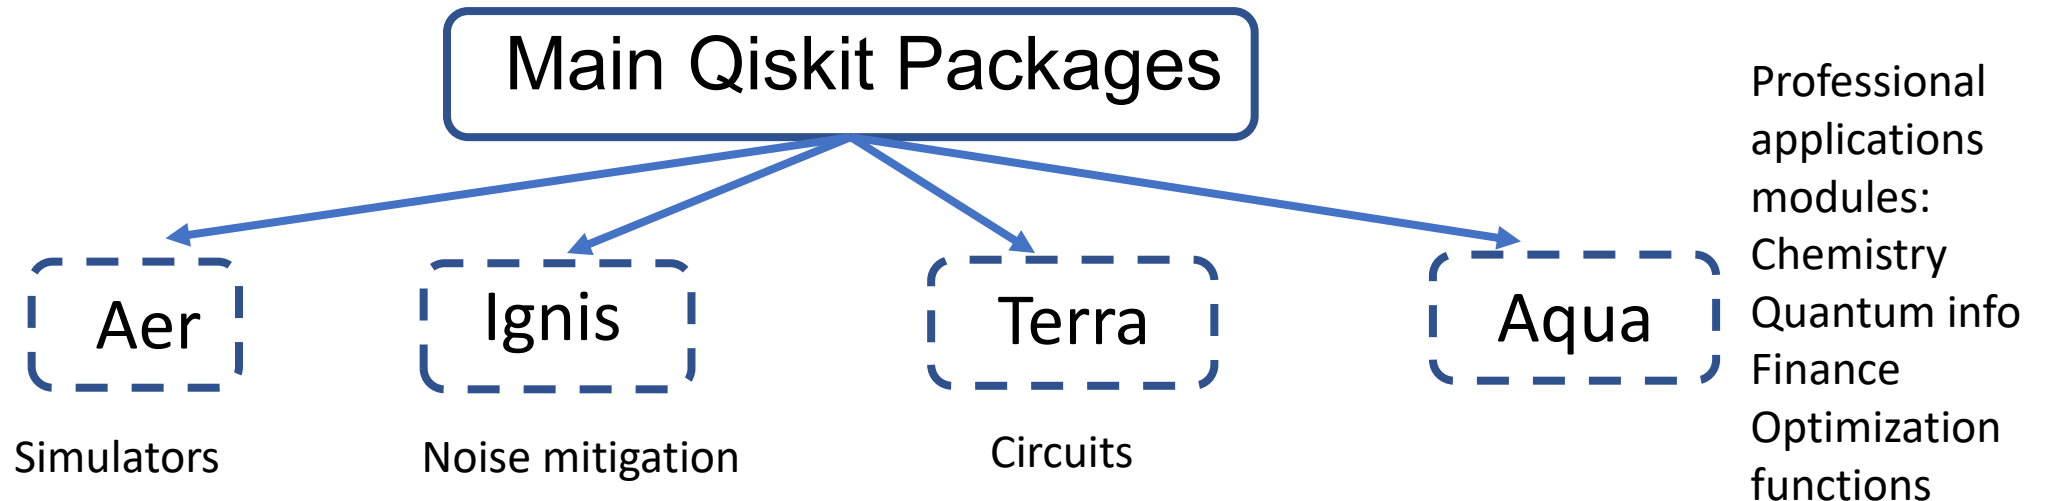 Main Qiskit Packages
Aer
Ignis
Terra
Aqua
Simulators
Noise mitigation
Circuits
Professional
applications
modules:
Chemistry
Quantum info
Finance
Optimization
functions